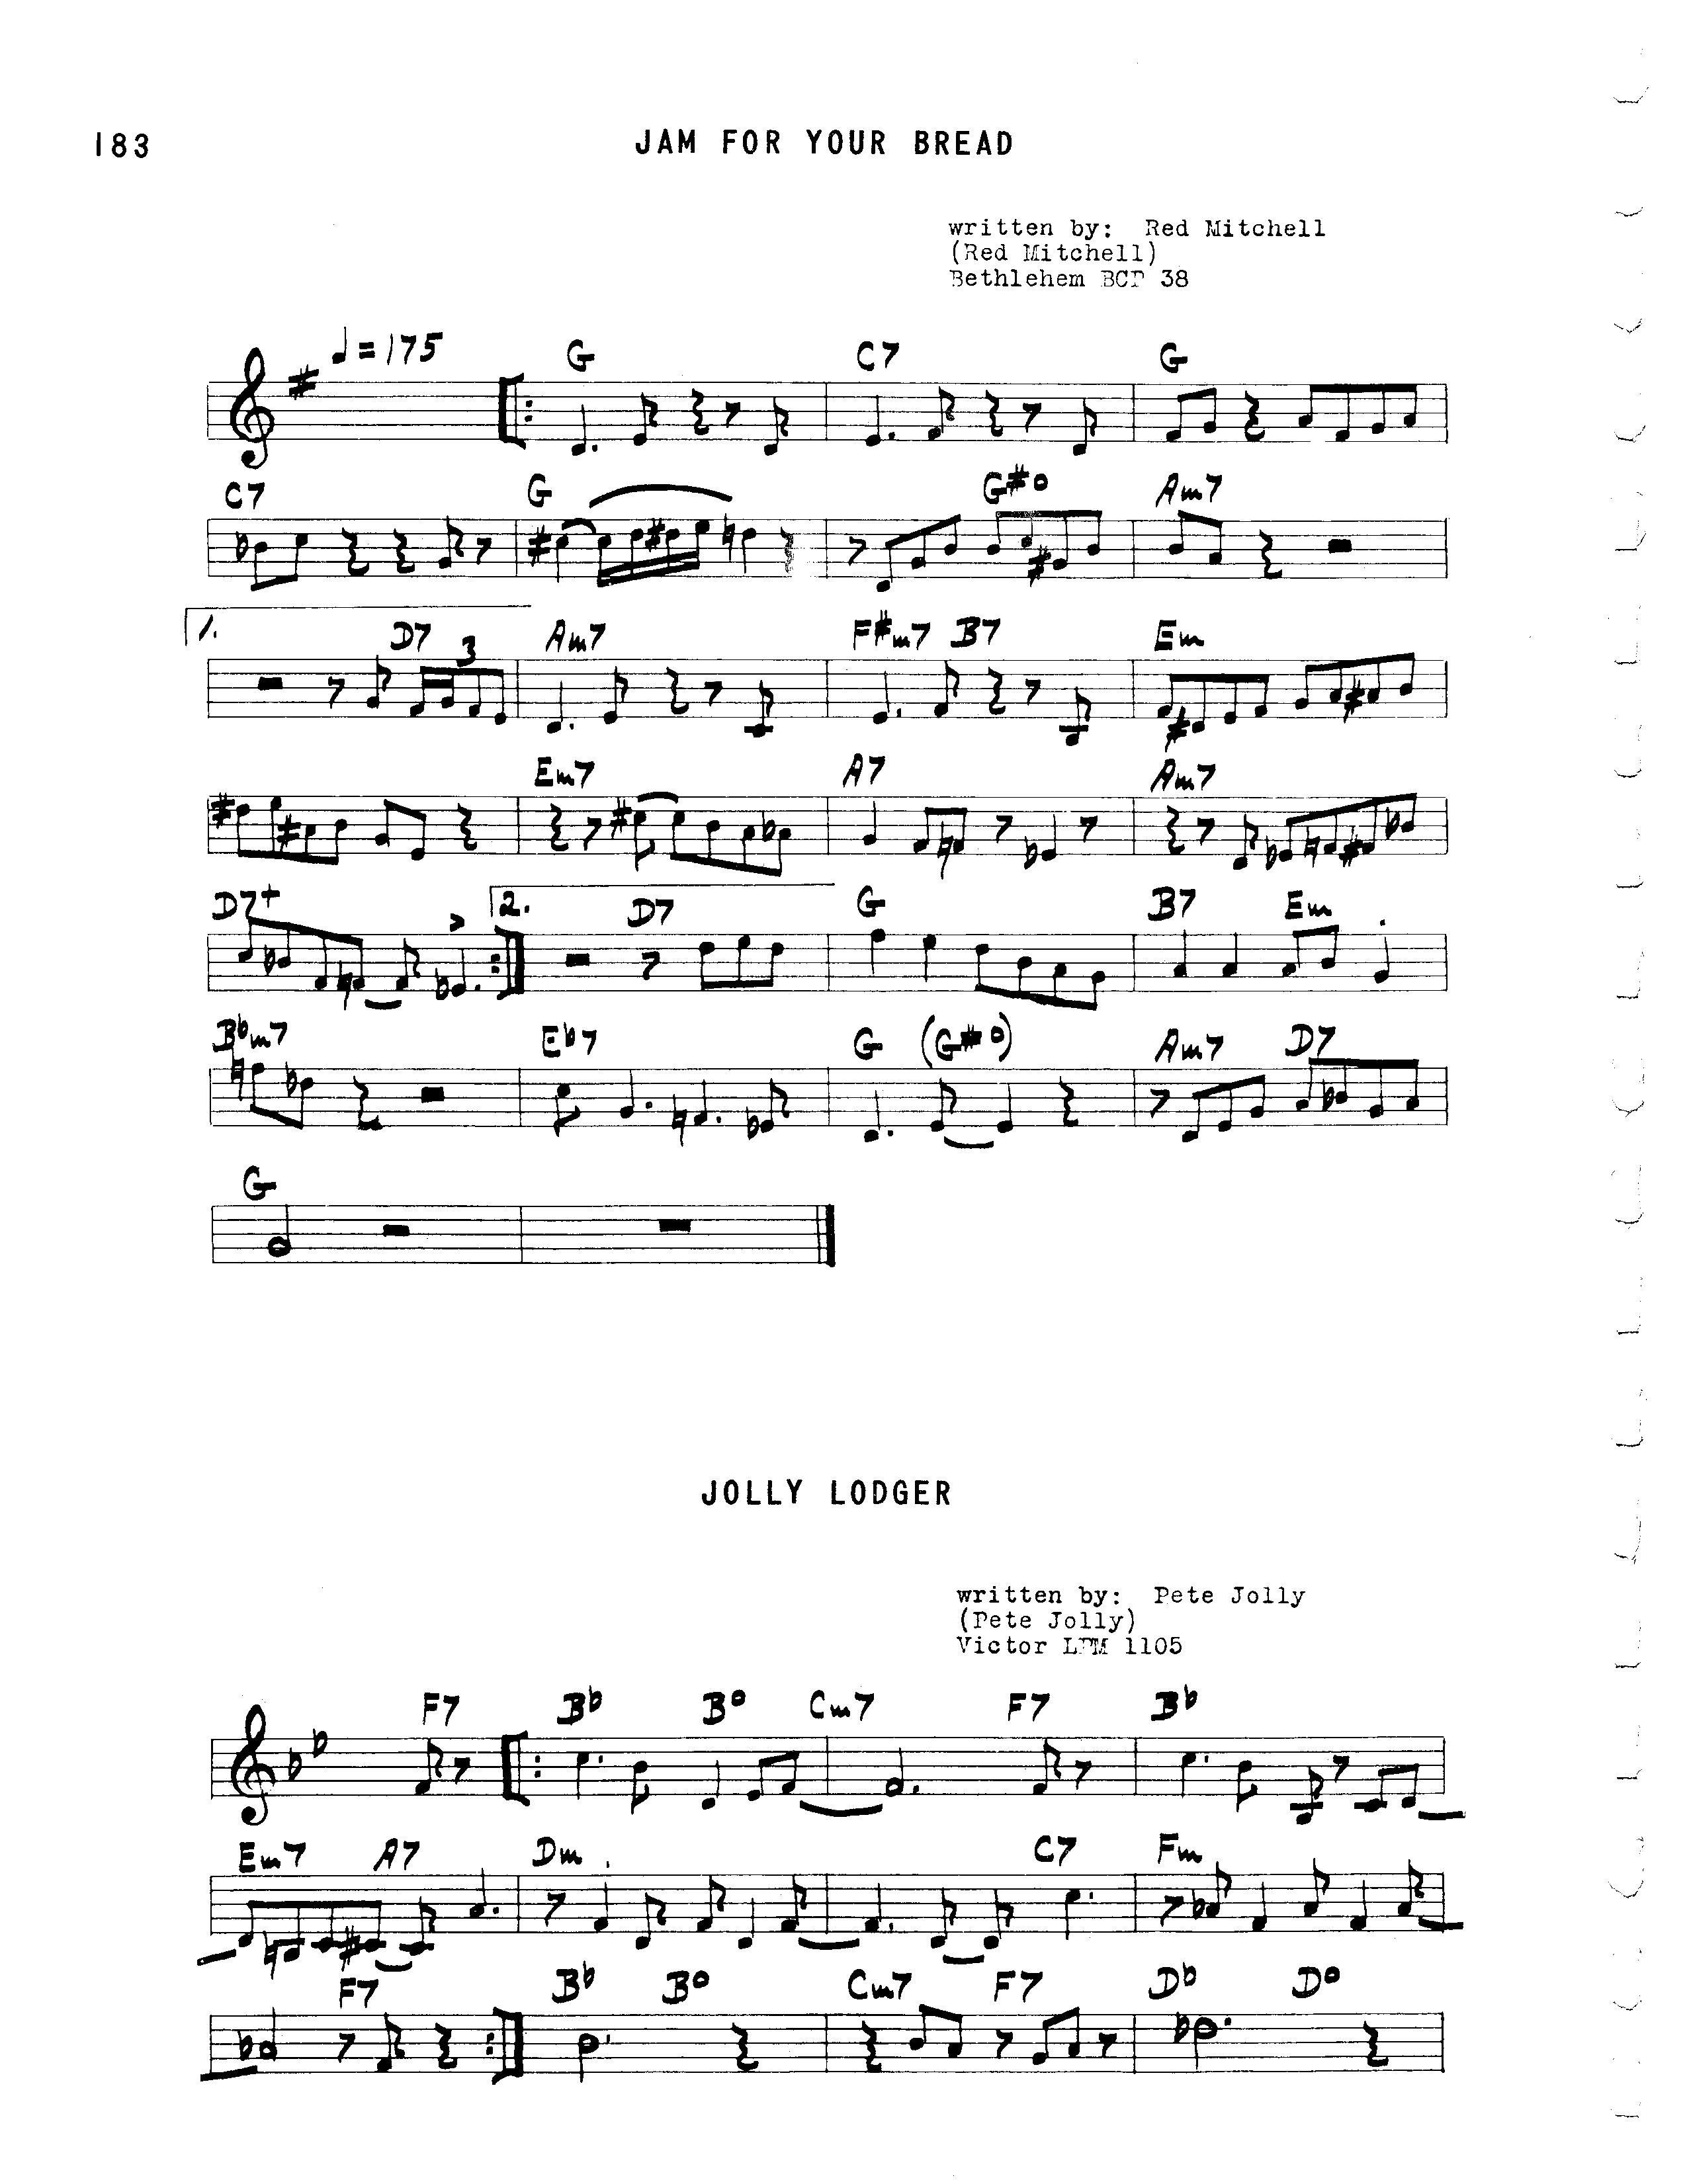 183
JAM FOR YOUR BREAD
written by: Red Mitchell
(Red Mitchell)
Bethlehem BCP 38
♩=175 G C7 G
C7 G G#o Am7
1. D7 3 Am7 F#m7 B7 Em
Em7 A7 Am7
D7+ 2. D7 G B7 Em
Bbm7 Eb7 G (G#o) Am7 D7
G
JOLLY LODGER
written by: Pete Jolly
(Pete Jolly)
Victor LPM 1105
F7 Bb Bo Cm7 F7 Bb
Em7 A7 Dm C7 Fm
F7 Bb Bo Cm7 F7 Db Do